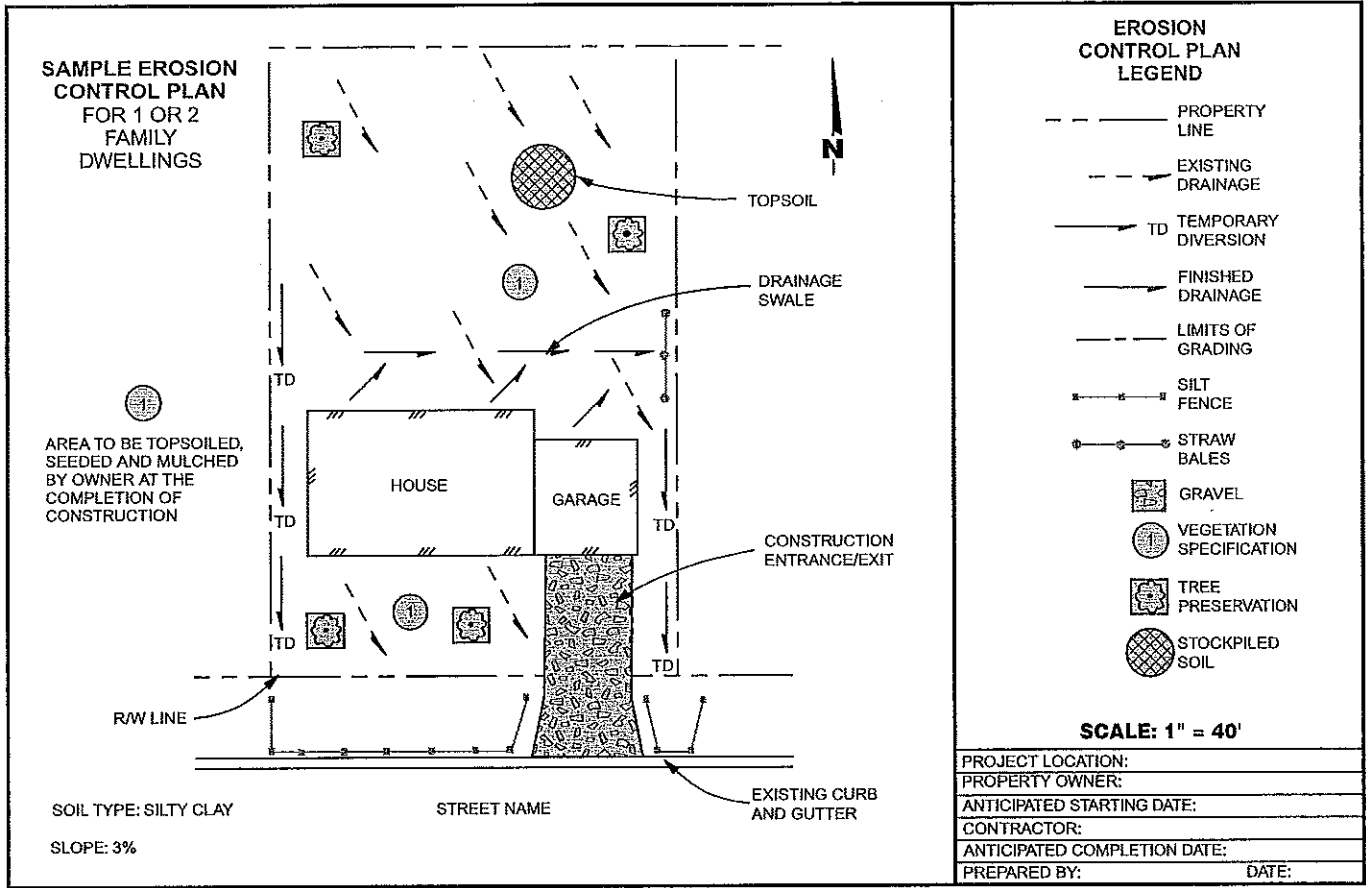 SAMPLE EROSION
CONTROL PLAN
FOR 1 OR 2
FAMILY
DWELLINGS
N
TOPSOIL
1
DRAINAGE
SWALE
TD
1
AREA TO BE TOPSOILED,
SEEDED AND MULCHED
BY OWNER AT THE
COMPLETION OF
CONSTRUCTION
HOUSE
GARAGE
TD
TD
CONSTRUCTION
ENTRANCE/EXIT
1
TD
TD
R/W LINE
EXISTING CURB
AND GUTTER
SOIL TYPE: SILTY CLAY
STREET NAME
SLOPE: 3%
EROSION
CONTROL PLAN
LEGEND
PROPERTY
LINE
EXISTING
DRAINAGE
TD TEMPORARY
DIVERSION
FINISHED
DRAINAGE
LIMITS OF
GRADING
SILT
FENCE
STRAW
BALES
GRAVEL
1 VEGETATION
SPECIFICATION
TREE
PRESERVATION
STOCKPILED
SOIL
SCALE: 1" = 40'
PROJECT LOCATION:
PROPERTY OWNER:
ANTICIPATED STARTING DATE:
CONTRACTOR:
ANTICIPATED COMPLETION DATE:
PREPARED BY: DATE: